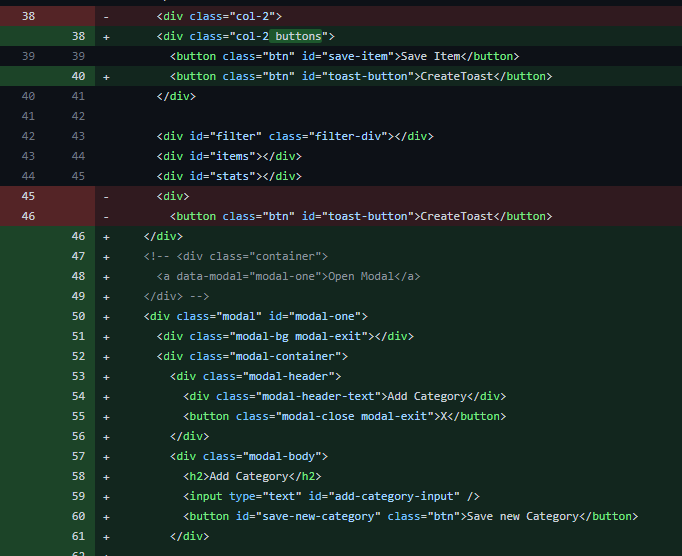 38 - <div class="col-2">
38 + <div class="col-2 buttons">
39 39 <button class="btn" id="save-item">Save Item</button>
40 + <button class="btn" id="toast-button">CreateToast</button>
40 41 </div>
41 42
42 43 <div id="filter" class="filter-div"></div>
43 44 <div id="items"></div>
44 45 <div id="stats"></div>
45 - <div>
46 - <button class="btn" id="toast-button">CreateToast</button>
46 + </div>
47 + <!-- <div class="container">
48 + <a data-modal="modal-one">Open Modal</a>
49 + </div> -->
50 + <div class="modal" id="modal-one">
51 + <div class="modal-bg modal-exit"></div>
52 + <div class="modal-container">
53 + <div class="modal-header">
54 + <div class="modal-header-text">Add Category</div>
55 + <button class="modal-close modal-exit">X</button>
56 + </div>
57 + <div class="modal-body">
58 + <h2>Add Category</h2>
59 + <input type="text" id="add-category-input" />
60 + <button id="save-new-category" class="btn">Save new Category</button>
61 + </div>